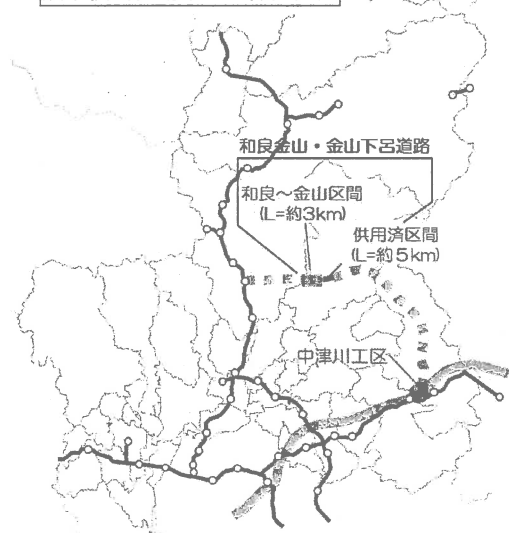 和良金山・金山下呂道路
和良～金山区間
(L=約3km)
供用済区間
(L=約5km)
中津川工区